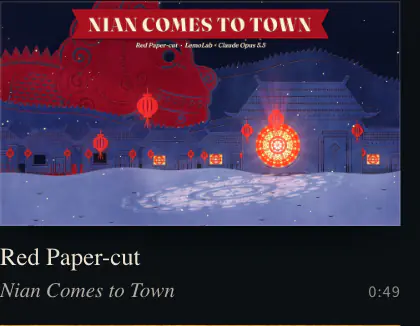 NIAN COMES TO TOWN
Red Paper-cut • LemoLab • Claude Opus 5.5
Red Paper-cut
Nian Comes to Town
0:49